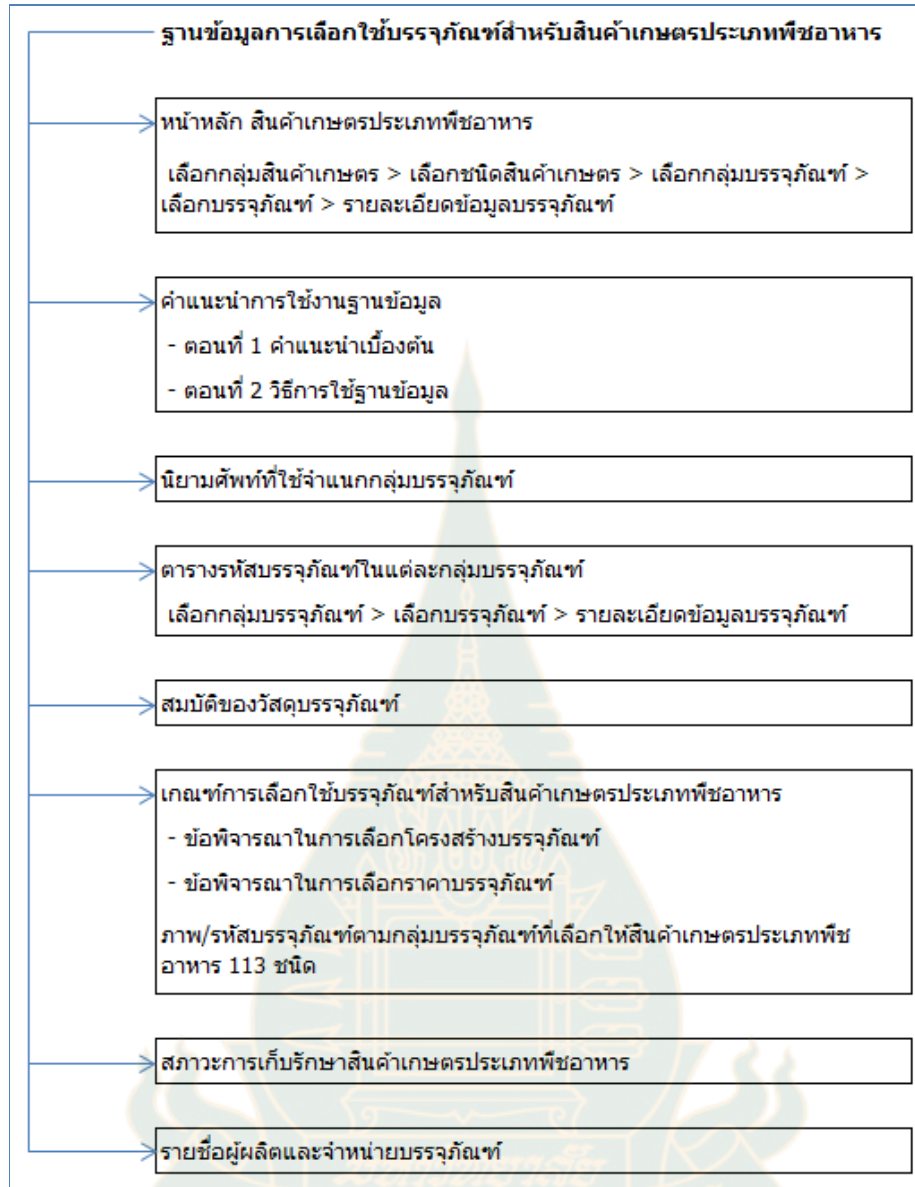 ฐานข้อมูลการเลือกใช้บรรจุภัณฑ์สำหรับสินค้าเกษตรประเภทพืชอาหาร
หน้าหลัก สินค้าเกษตรประเภทพืชอาหาร
เลือกกลุ่มสินค้าเกษตร > เลือกชนิดสินค้าเกษตร > เลือกกลุ่มบรรจุภัณฑ์ >
เลือกบรรจุภัณฑ์ > รายละเอียดข้อมูลบรรจุภัณฑ์
คำแนะนำการใช้งานฐานข้อมูล
- ตอนที่ 1 คำแนะนำเบื้องต้น
- ตอนที่ 2 วิธีการใช้ฐานข้อมูล
นิยามศัพท์ที่ใช้จำแนกกลุ่มบรรจุภัณฑ์
ตารางรหัสบรรจุภัณฑ์ในแต่ละกลุ่มบรรจุภัณฑ์
เลือกกลุ่มบรรจุภัณฑ์ > เลือกบรรจุภัณฑ์ > รายละเอียดข้อมูลบรรจุภัณฑ์
สมบัติของวัสดุบรรจุภัณฑ์
เกณฑ์การเลือกใช้บรรจุภัณฑ์สำหรับสินค้าเกษตรประเภทพืชอาหาร
- ข้อพิจารณาในการเลือกโครงสร้างบรรจุภัณฑ์
- ข้อพิจารณาในการเลือกราคาบรรจุภัณฑ์
ภาพ/รหัสบรรจุภัณฑ์ตามกลุ่มบรรจุภัณฑ์ที่เลือกให้สินค้าเกษตรประเภทพืช
อาหาร 113 ชนิด
สภาวะการเก็บรักษาสินค้าเกษตรประเภทพืชอาหาร
รายชื่อผู้ผลิตและจำหน่ายบรรจุภัณฑ์